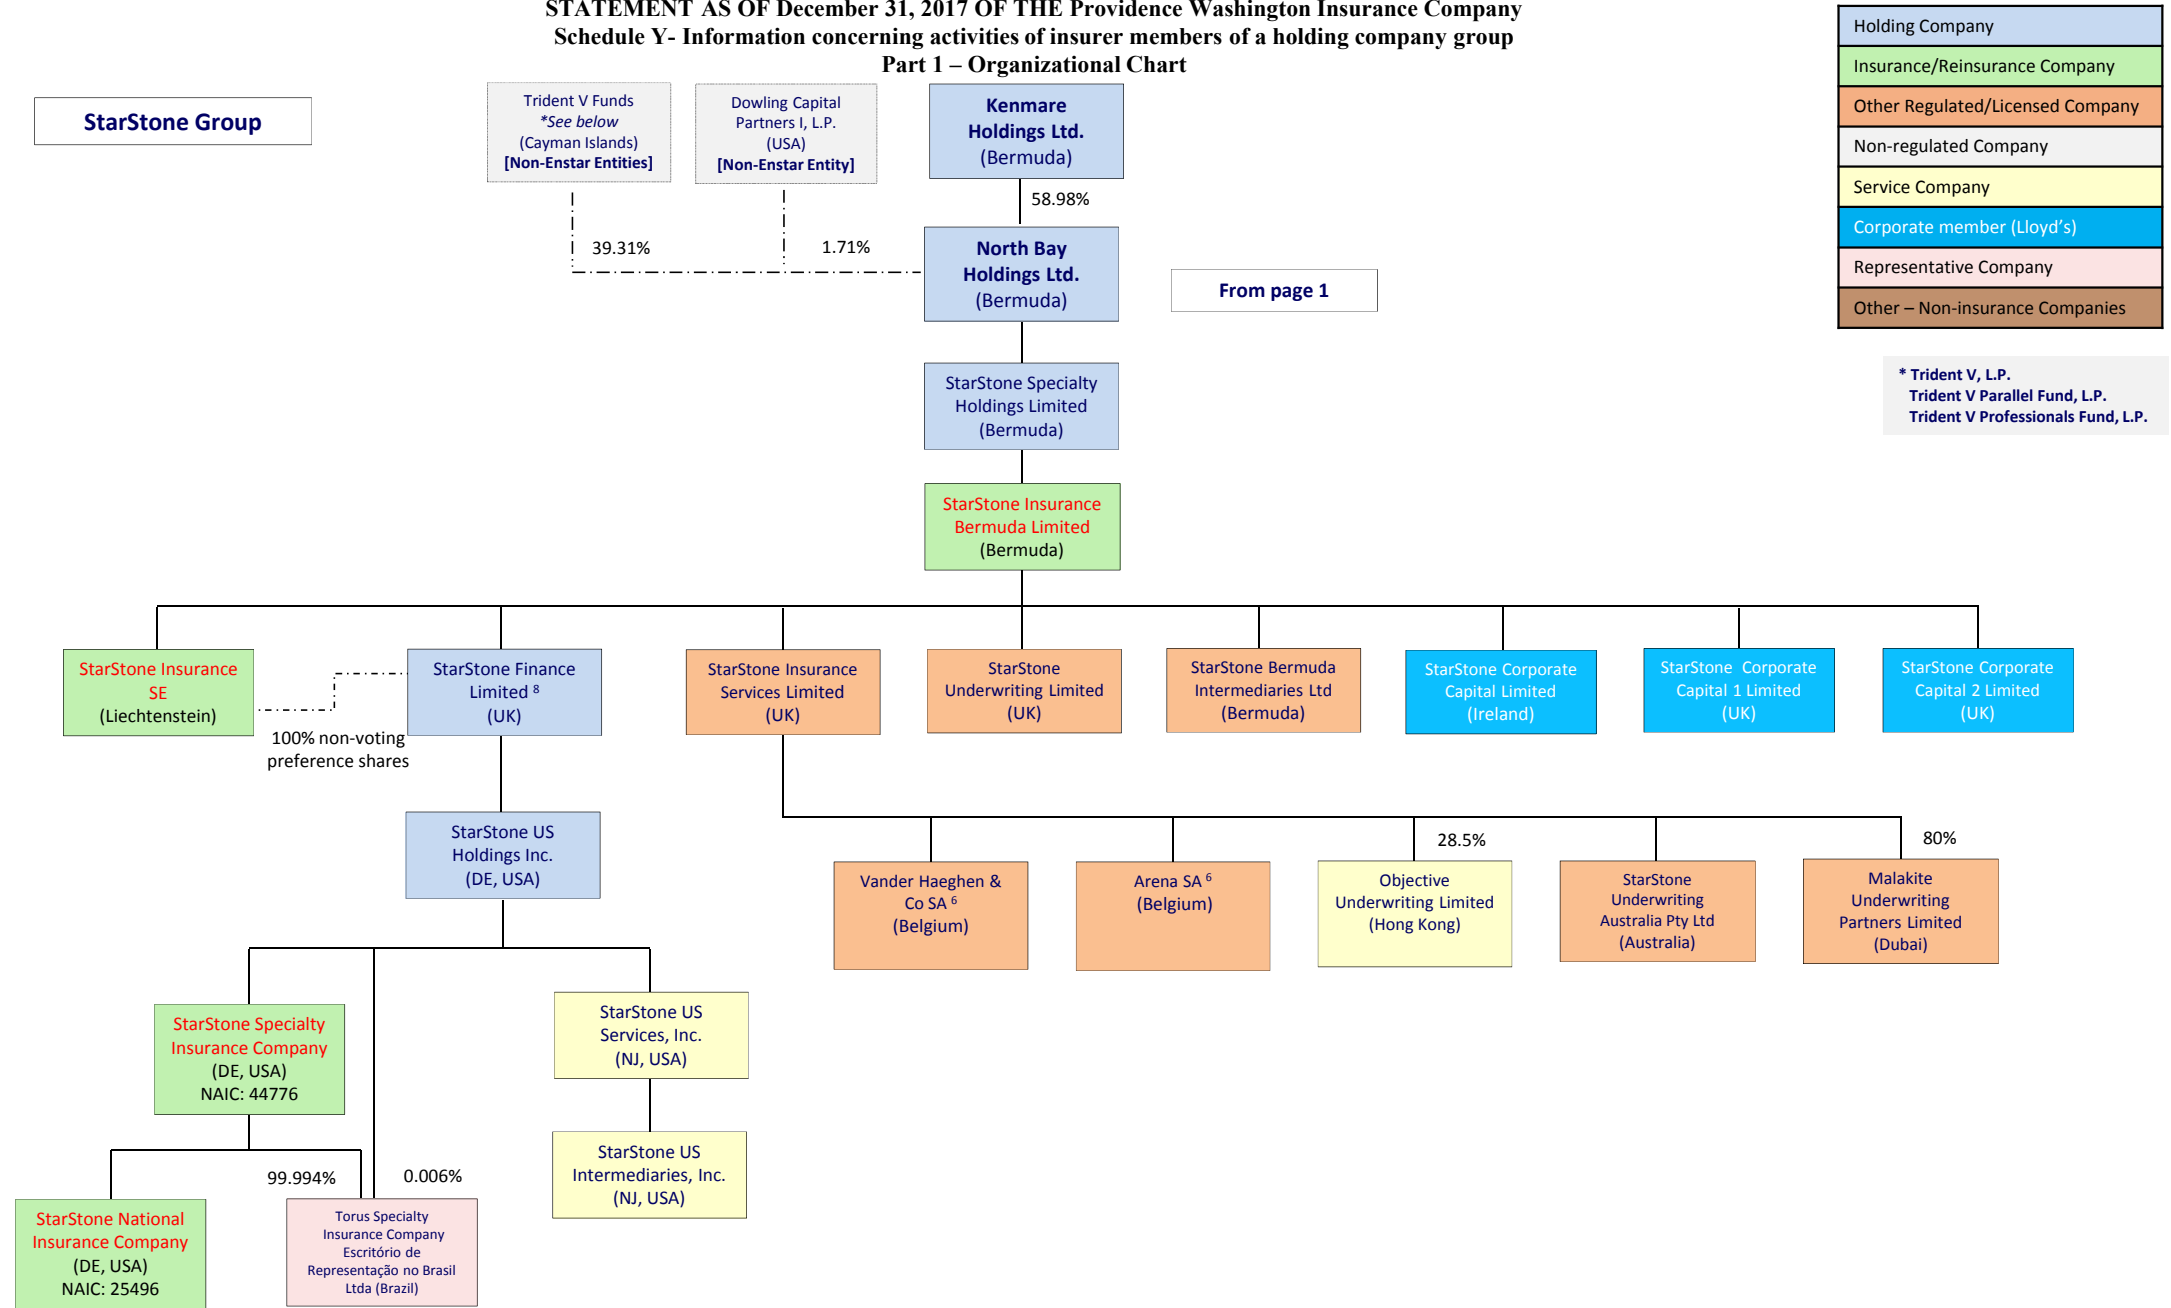 STATEMENT AS OF December 31, 2017 OF THE Providence Washington Insurance Company
Schedule Y- Information concerning activities of insurer members of a holding company group
Part 1 – Organizational Chart
Holding Company
Insurance/Reinsurance Company
Other Regulated/Licensed Company
Non-regulated Company
Service Company
Corporate member (Lloyd's)
Representative Company
Other – Non-insurance Companies
* Trident V, L.P.
Trident V Parallel Fund, L.P.
Trident V Professionals Fund, L.P.
StarStone Group
Trident V Funds
*See below
(Cayman Islands)
[Non-Enstar Entities]
Dowling Capital
Partners I, L.P.
(USA)
[Non-Enstar Entity]
Kenmare
Holdings Ltd.
(Bermuda)
58.98%
39.31%
1.71%
North Bay
Holdings Ltd.
(Bermuda)
From page 1
StarStone Specialty
Holdings Limited
(Bermuda)
StarStone Insurance
Bermuda Limited
(Bermuda)
StarStone Insurance
SE
(Liechtenstein)
100% non-voting
preference shares
StarStone Finance
Limited 8
(UK)
StarStone Insurance
Services Limited
(UK)
StarStone
Underwriting Limited
(UK)
StarStone Bermuda
Intermediaries Ltd
(Bermuda)
StarStone Corporate
Capital Limited
(Ireland)
StarStone Corporate
Capital 1 Limited
(UK)
StarStone Corporate
Capital 2 Limited
(UK)
StarStone US
Holdings Inc.
(DE, USA)
28.5%
80%
Vander Haeghen &
Co SA 6
(Belgium)
Arena SA 6
(Belgium)
Objective
Underwriting Limited
(Hong Kong)
StarStone
Underwriting
Australia Pty Ltd
(Australia)
Malakite
Underwriting
Partners Limited
(Dubai)
StarStone Specialty
Insurance Company
(DE, USA)
NAIC: 44776
StarStone US
Services, Inc.
(NJ, USA)
StarStone US
Intermediaries, Inc.
(NJ, USA)
99.994%
0.006%
StarStone National
Insurance Company
(DE, USA)
NAIC: 25496
Torus Specialty
Insurance Company
Escritório de
Representação no Brasil
Ltda (Brazil)